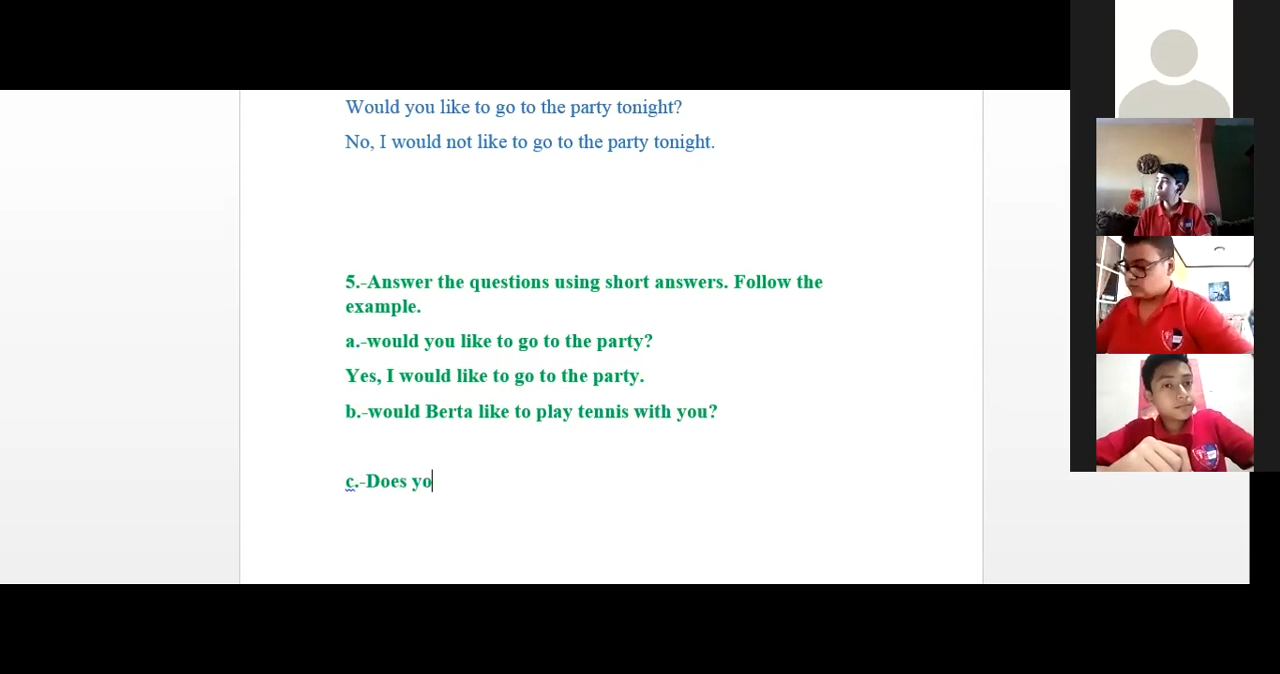 Would you like to go to the party tonight?
No, I would not like to go to the party tonight.
5.-Answer the questions using short answers. Follow the
example.
a.-would you like to go to the party?
Yes, I would like to go to the party.
b.-would Berta like to play tennis with you?
c.-Does yo